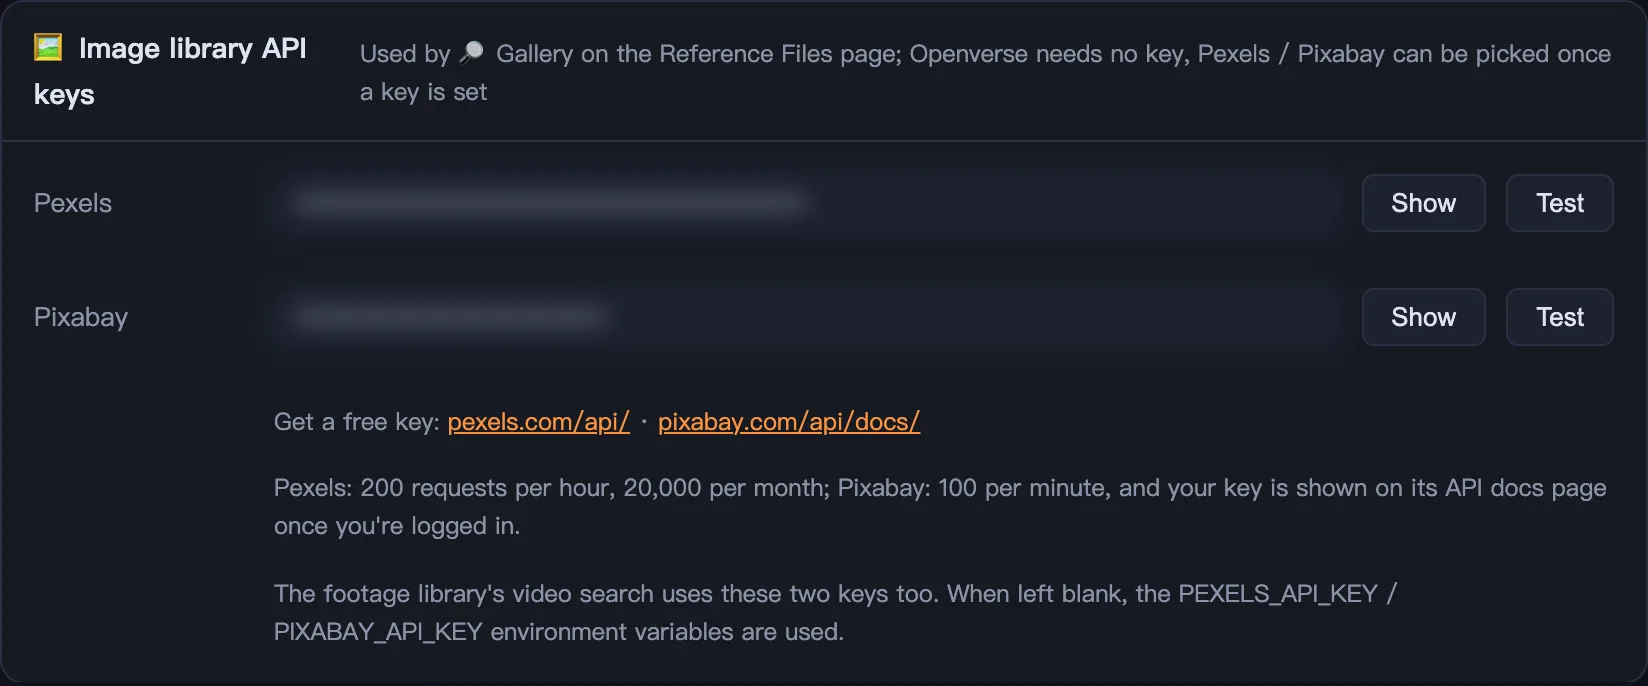 Image library API
keys
Used by 🔎 Gallery on the Reference Files page; Openverse needs no key, Pexels / Pixabay can be picked once
a key is set
Pexels
Show
Test
Pixabay
Show
Test
Get a free key: pexels.com/api/ · pixabay.com/api/docs/
Pexels: 200 requests per hour, 20,000 per month; Pixabay: 100 per minute, and your key is shown on its API docs page
once you're logged in.
The footage library's video search uses these two keys too. When left blank, the PEXELS_API_KEY /
PIXABAY_API_KEY environment variables are used.